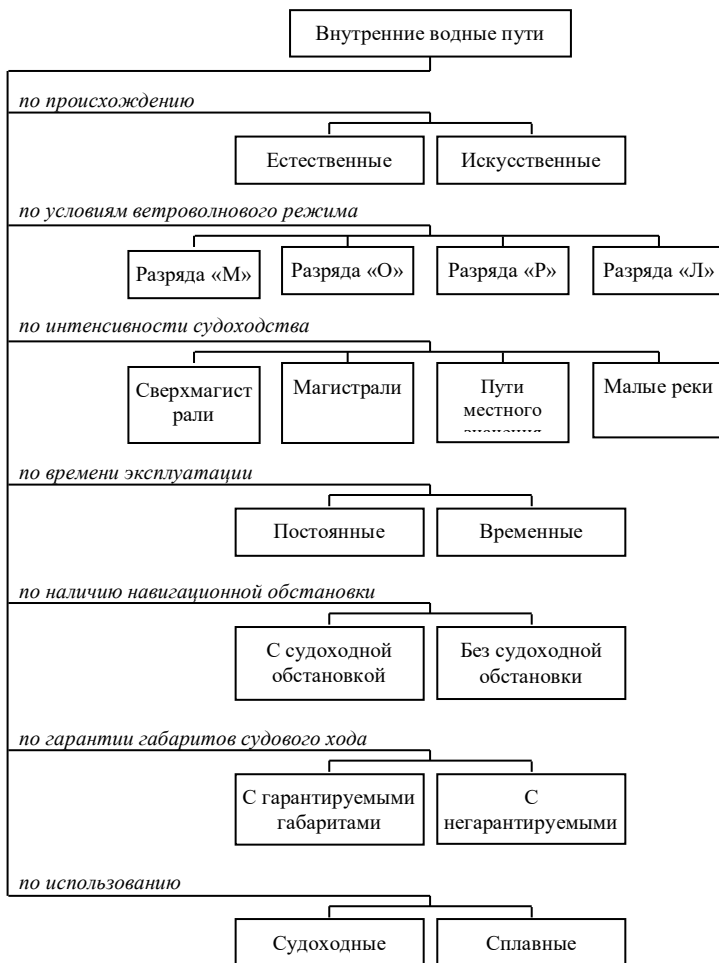 Внутренние водные пути
по происхождению
Естественные
Искусственные
по условиям ветроволнового режима
Разряда «М»
Разряда «О»
Разряда «Р»
Разряда «Л»
по интенсивности судоходства
Сверхмагист
рали
Магистрали
Пути
местного
значения
Малые реки
по времени эксплуатации
Постоянные
Временные
по наличию навигационной обстановки
С судоходной
обстановкой
Без судоходной
обстановки
по гарантии габаритов судового хода
С гарантируемыми
габаритами
С
негарантируемыми
по использованию
Судоходные
Сплавные